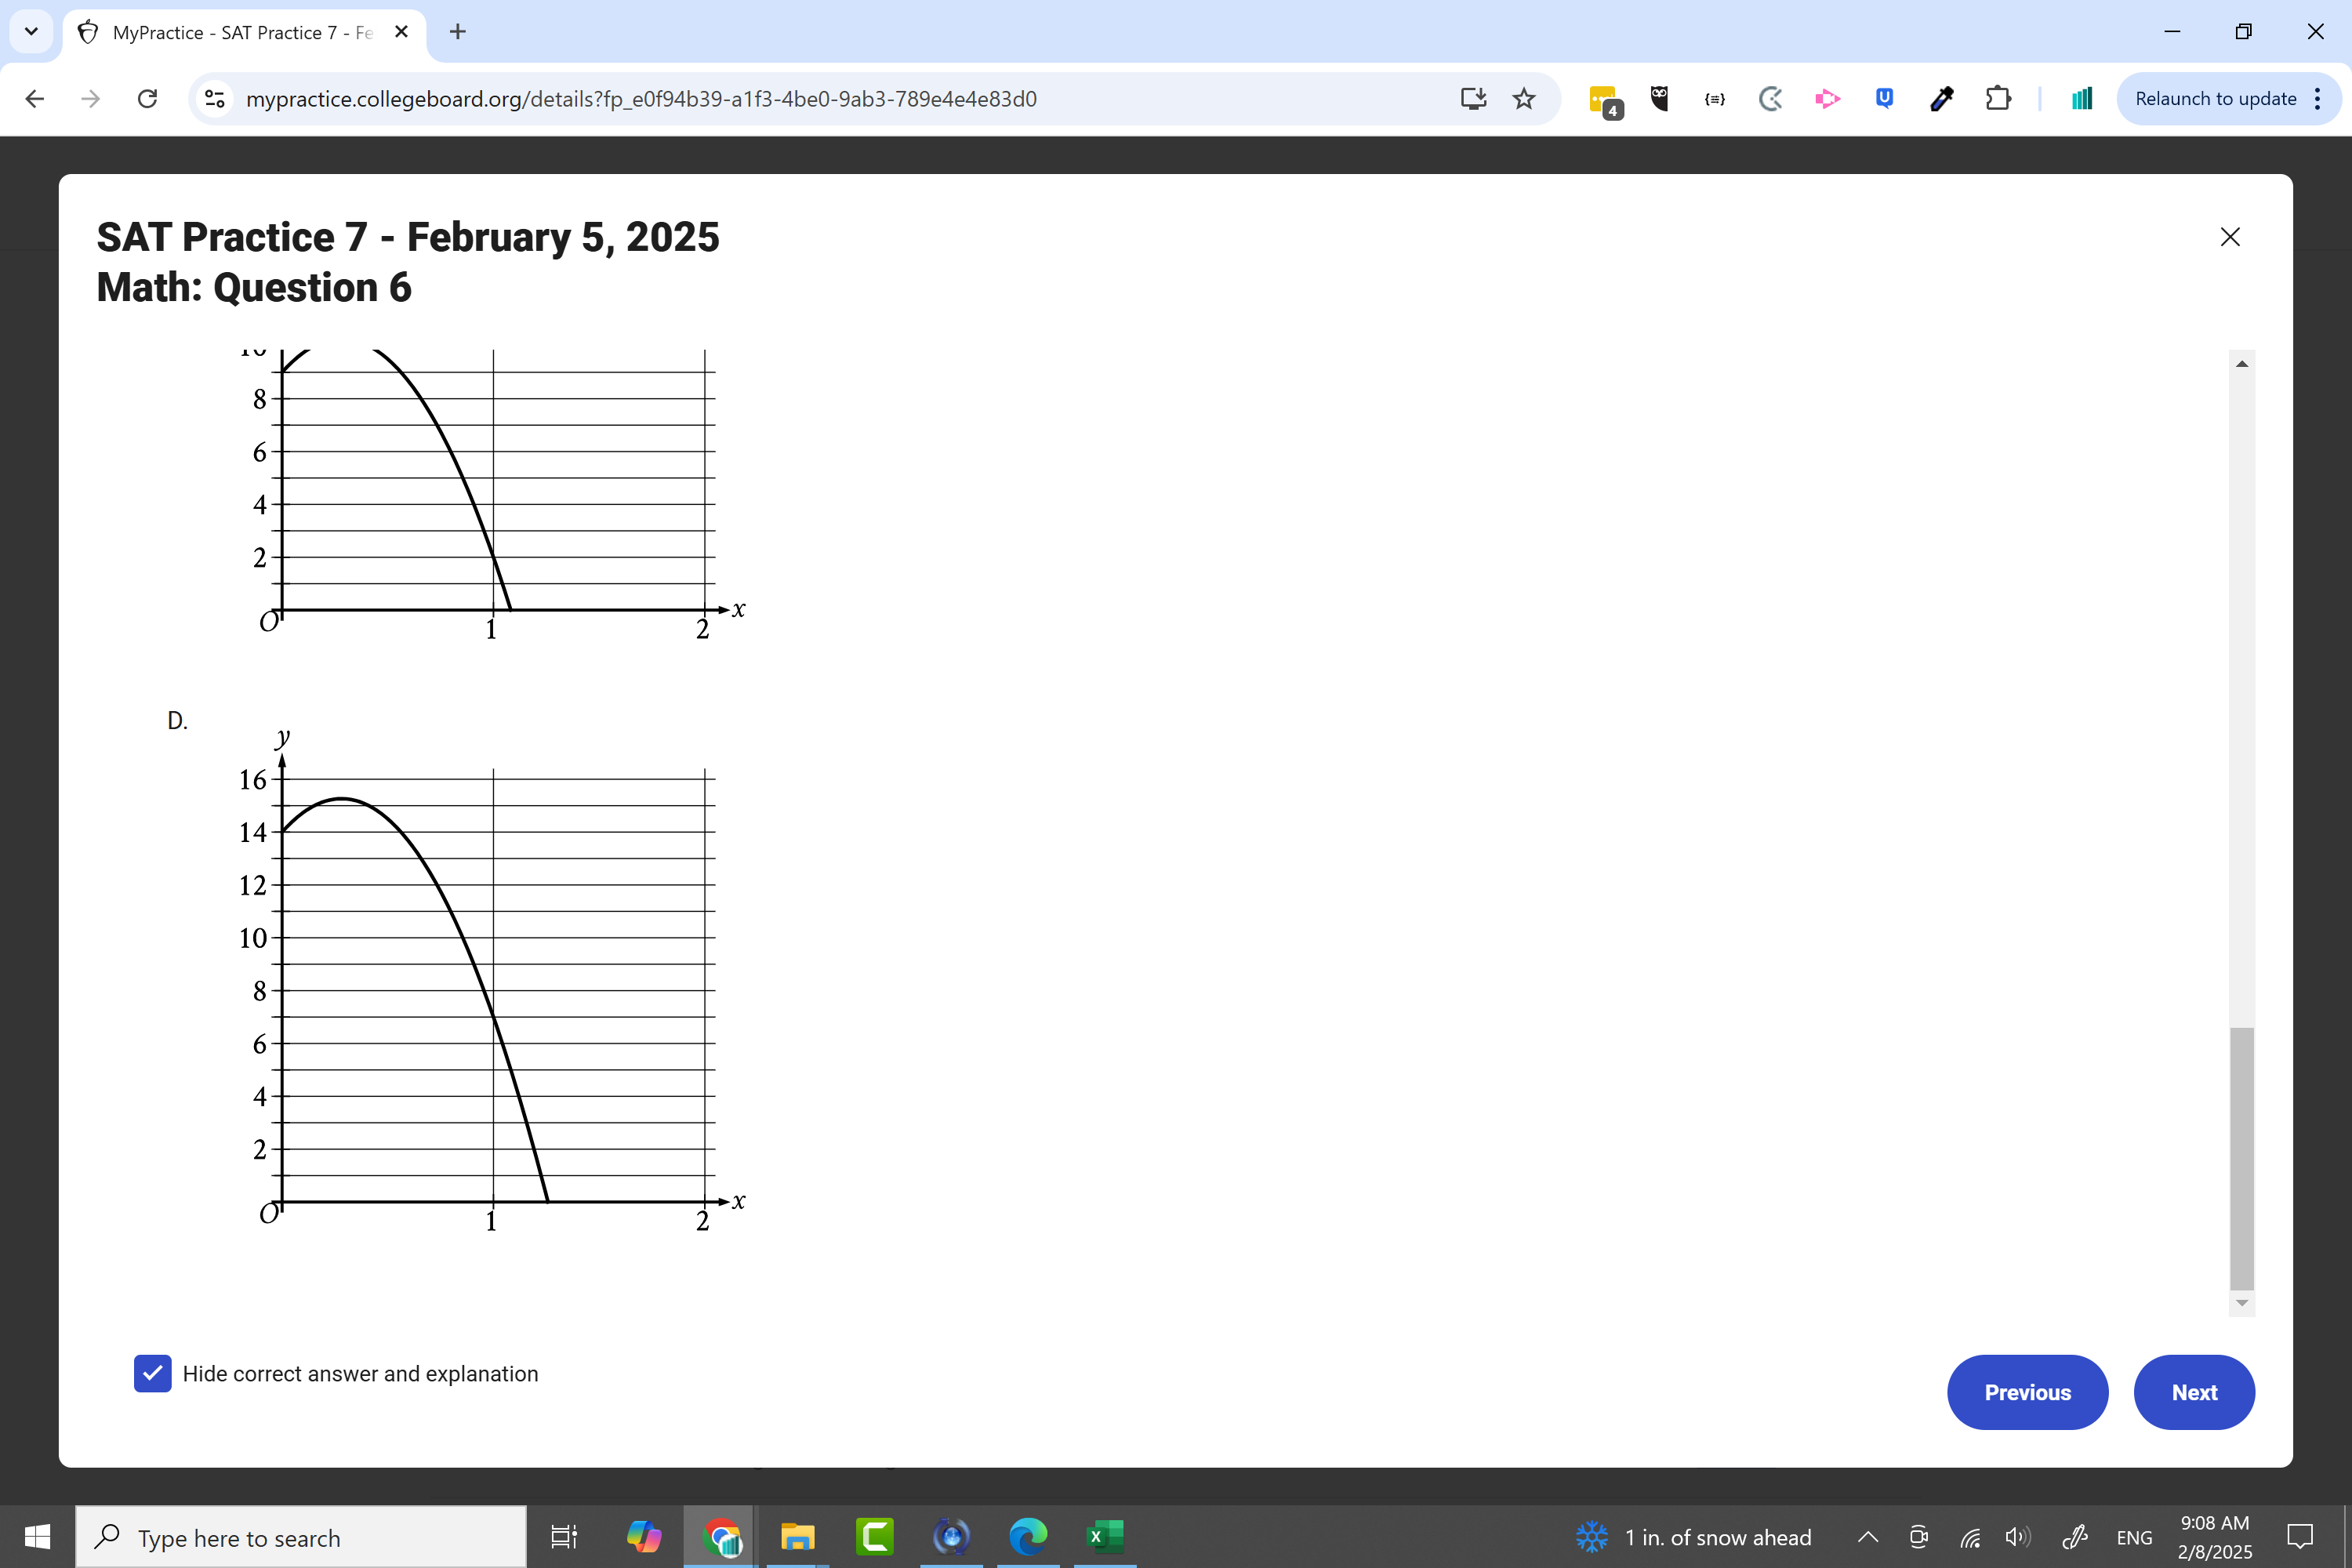 MyPractice - SAT Practice 7 - Fe
mypractice.collegeboard.org/details?fp_e0f94b39-a1f3-4be0-9ab3-789e4e4e83d0
4
Relaunch to update
SAT Practice 7 - February 5, 2025
Math: Question 6
10
8
6
4
2
O
1
2
x
D.
y
16
14
12
10
8
6
4
2
O
1
2
x
Hide correct answer and explanation
Previous
Next
Type here to search
1 in. of snow ahead
ENG
9:08 AM
2/8/2025